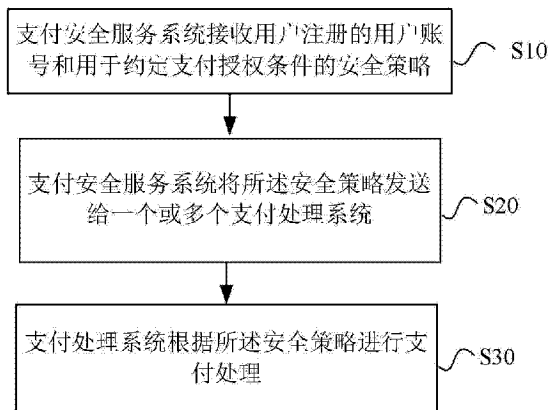 支付安全服务系统接收用户注册的用户账
号和用于约定支付授权条件的安全策略
S10
支付安全服务系统将所述安全策略发送
给一个或多个支付处理系统
S20
支付处理系统根据所述安全策略进行支
付处理
S30